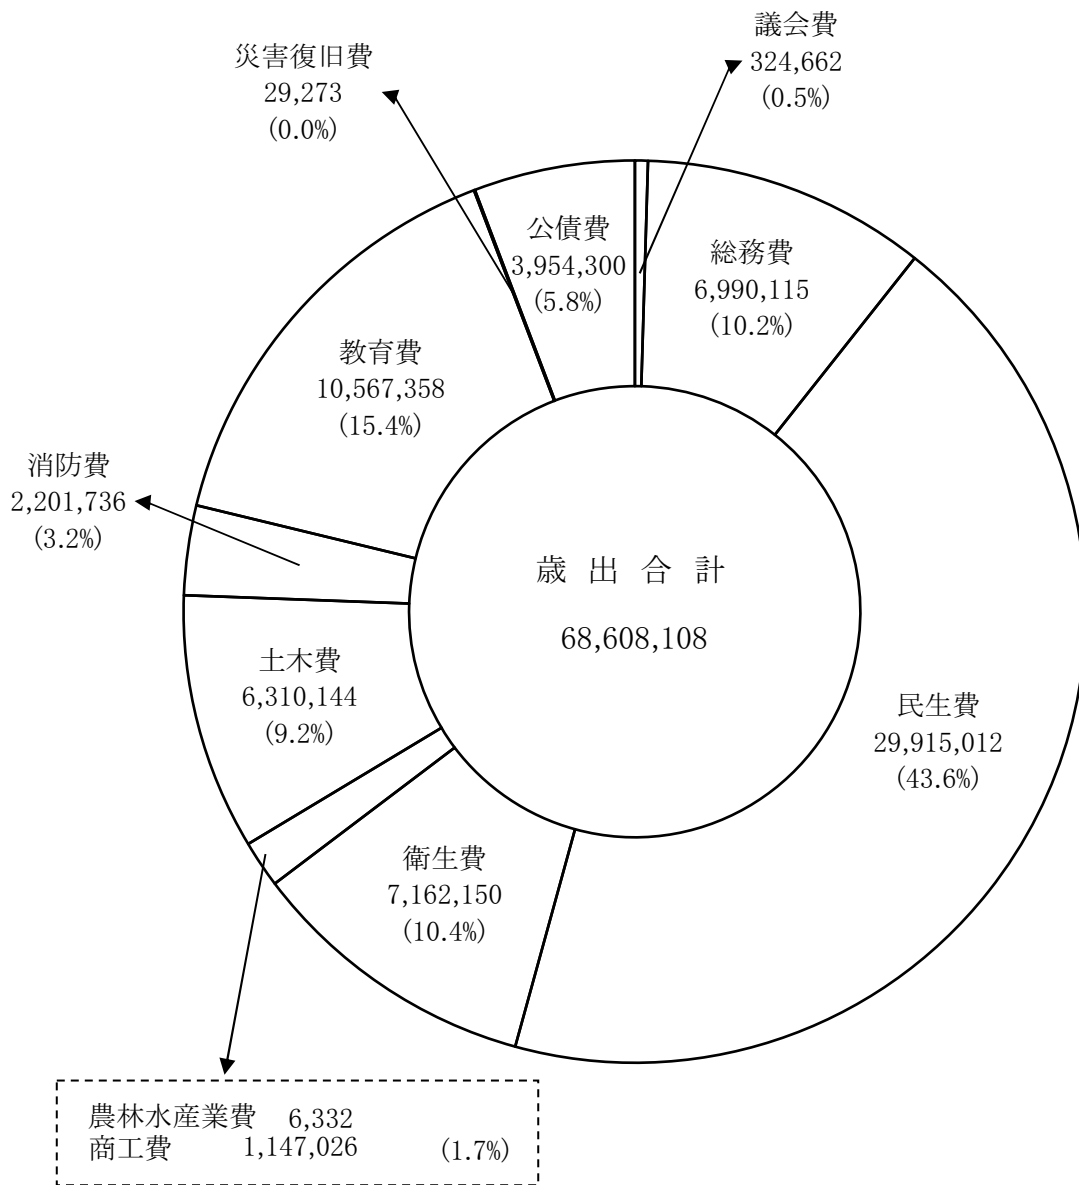 議会費
324,662
(0.5%)
総務費
6,990,115
(10.2%)
民生費
29,915,012
(43.6%)
衛生費
7,162,150
(10.4%)
農林水産業費 6,332
商工費 1,147,026 (1.7%)
土木費
6,310,144
(9.2%)
消防費
2,201,736
(3.2%)
教育費
10,567,358
(15.4%)
災害復旧費
29,273
(0.0%)
公債費
3,954,300
(5.8%)
歳出合計
68,608,108